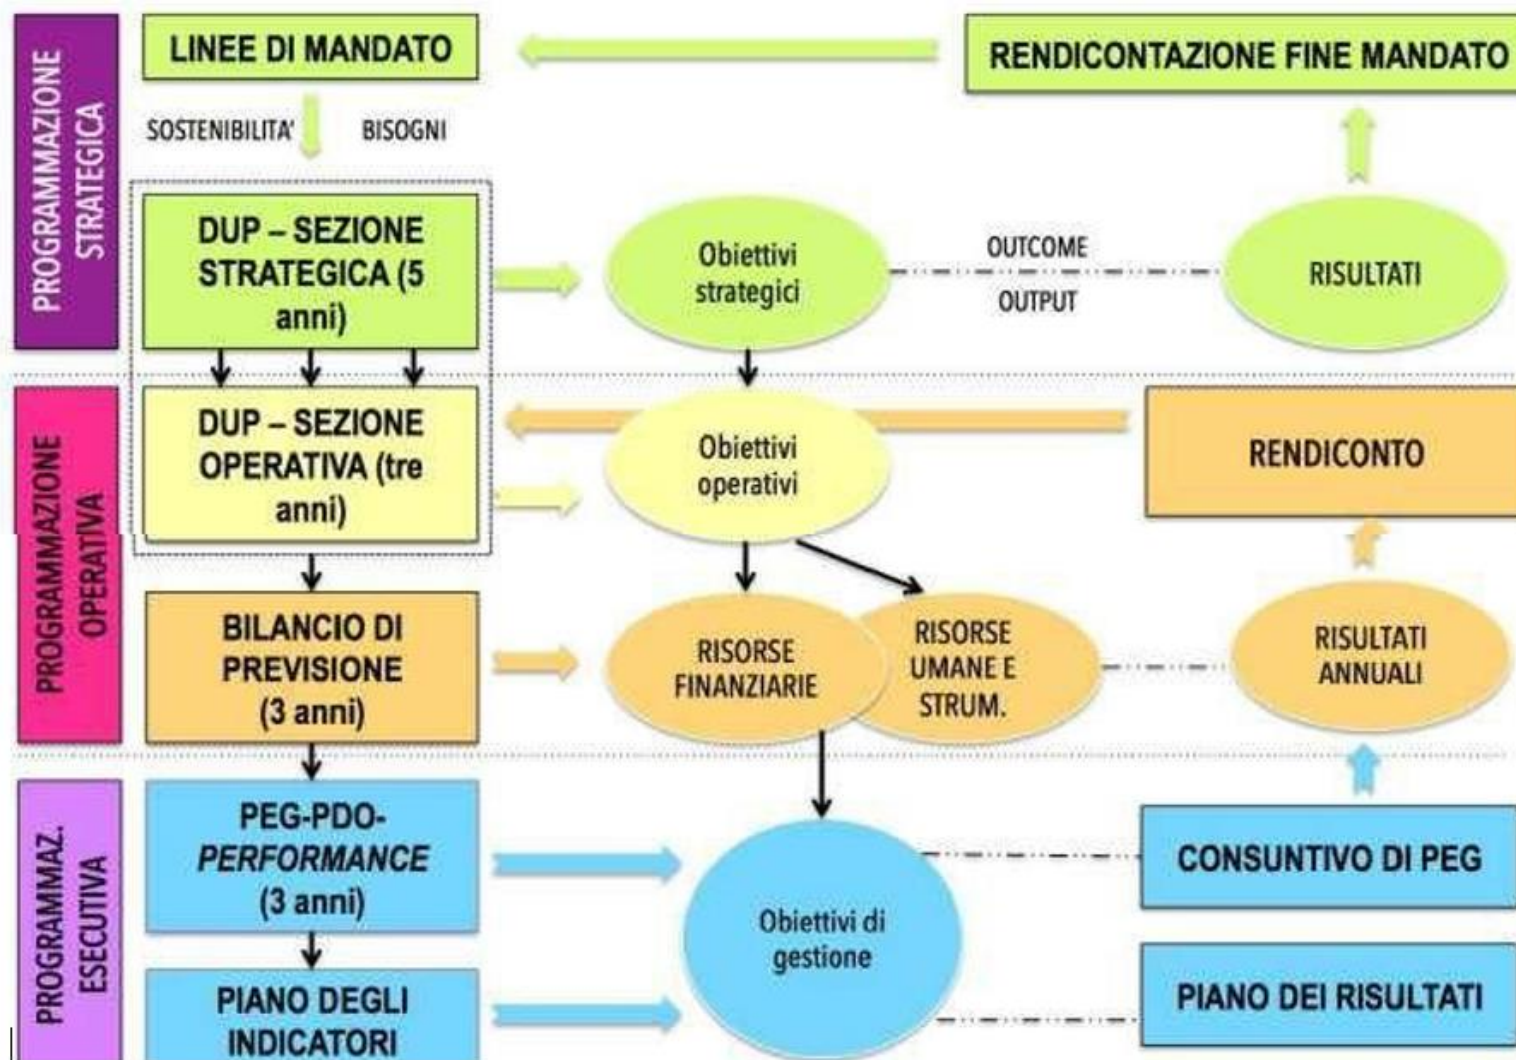 PROGRAMMAZIONE
STRATEGICA
LINEE DI MANDATO
RENDICONTAZIONE FINE MANDATO
SOSTENIBILITA’
BISOGNI
DUP – SEZIONE
STRATEGICA (5
anni)
Obiettivi
strategici
OUTCOME
OUTPUT
RISULTATI
PROGRAMMAZIONE
OPERATIVA
DUP – SEZIONE
OPERATIVA (tre
anni)
Obiettivi
operativi
RENDICONTO
BILANCIO DI
PREVISIONE
(3 anni)
RISORSE
FINANZIARIE
RISORSE
UMANE E
STRUM.
RISULTATI
ANNUALI
PROGRAMMAZ.
ESECUTIVA
PEG-PDO-
PERFORMANCE
(3 anni)
Obiettivi di
gestione
CONSUNTIVO DI PEG
PIANO DEGLI
INDICATORI
PIANO DEI RISULTATI